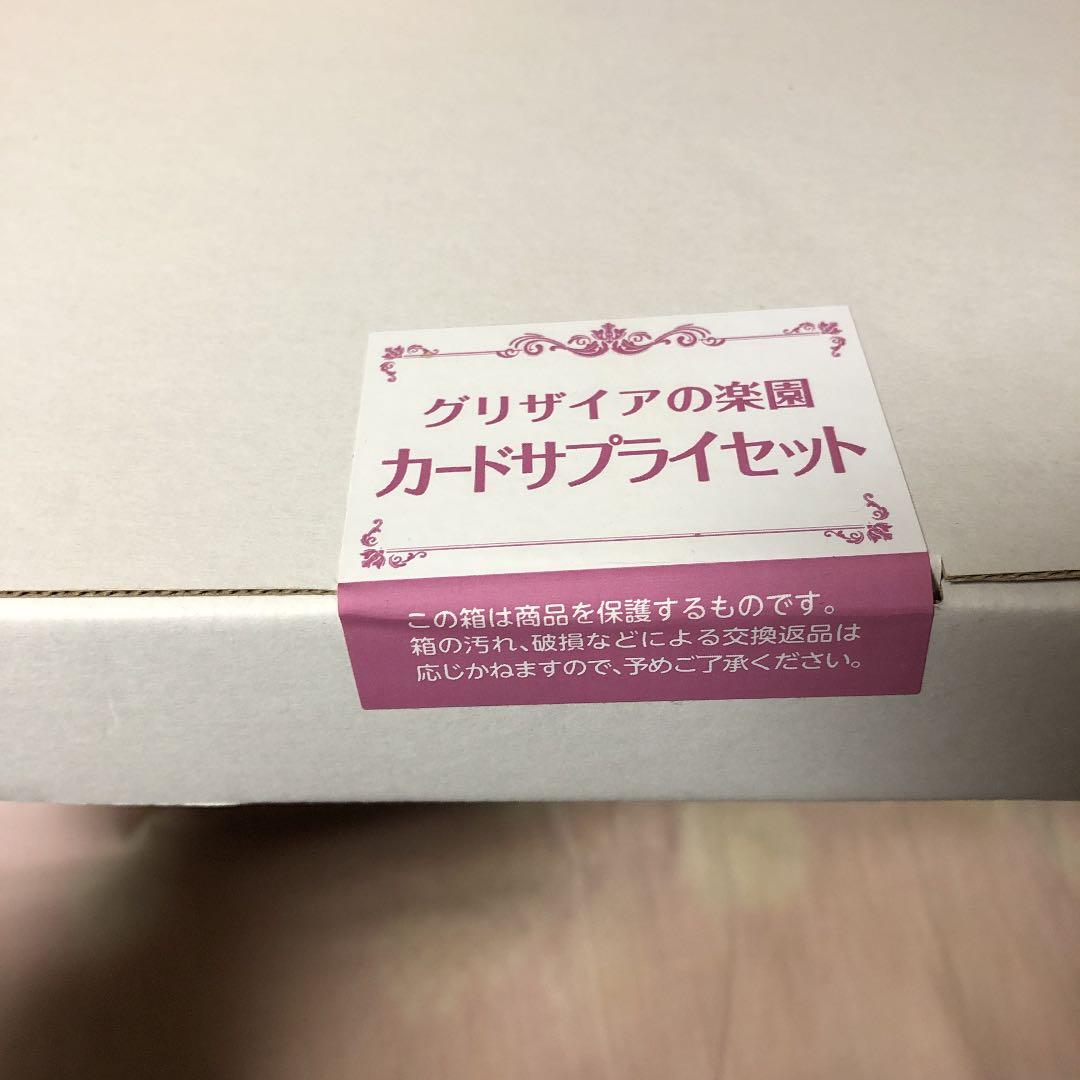 グリザイアの楽園
カードサプライセット
この箱は商品を保護するものです。
箱の汚れ、破損などによる交換返品は
応じかねますので、予めご了承ください。